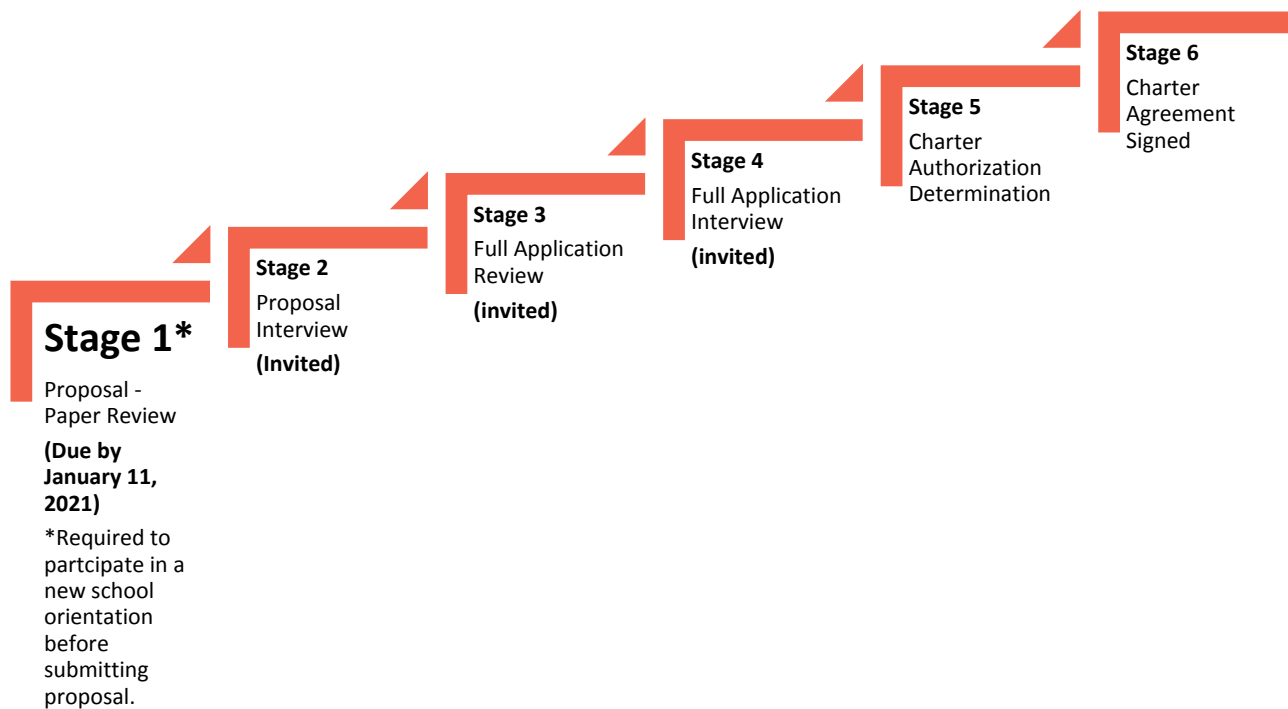 Stage 1*
Proposal -
Paper Review
(Due by
January 11,
2021)
*Required to
partcipate in a
new school
orientation
before
submitting
proposal.
Stage 2
Proposal
Interview
(Invited)
Stage 3
Full Application
Review
(invited)
Stage 4
Full Application
Interview
(invited)
Stage 5
Charter
Authorization
Determination
Stage 6
Charter
Agreement
Signed